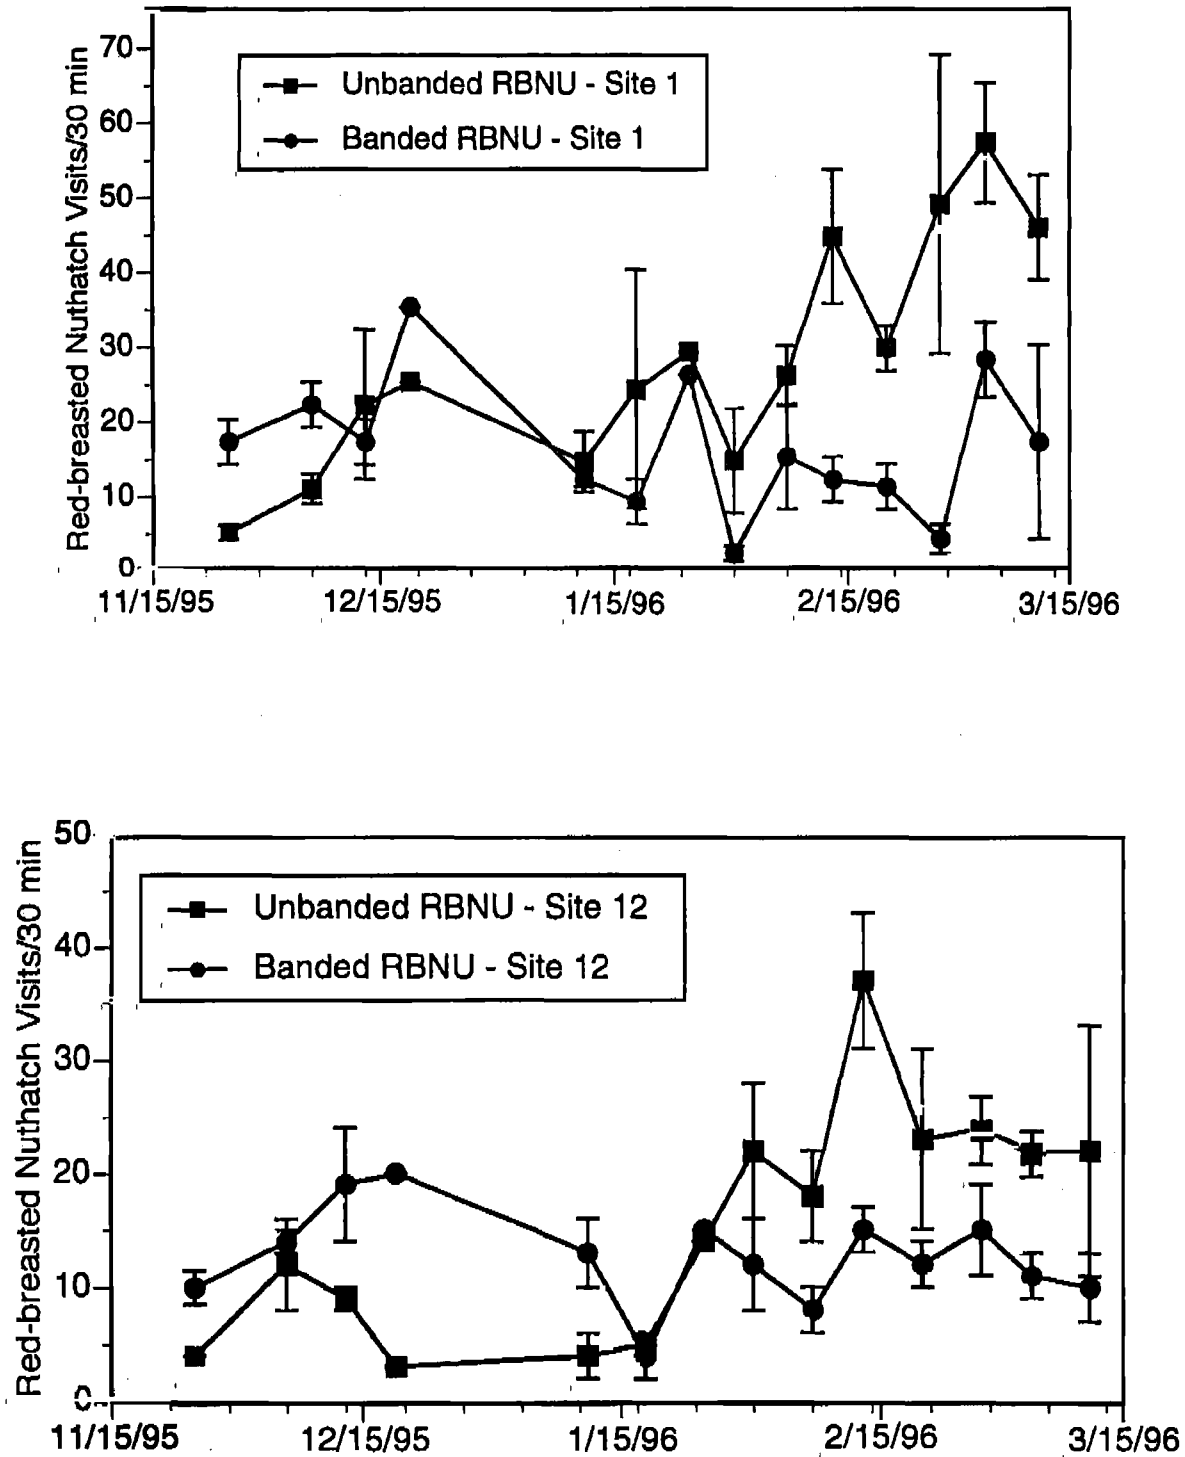 Red-breasted Nuthatch Visits/30 min
70
60
50
40
30
20
10
0
Unbanded RBNU - Site 1
Banded RBNU - Site 1
11/15/95 12/15/95 1/15/96 2/15/96 3/15/96
Red-breasted Nuthatch Visits/30 min
50
40
30
20
10
0
Unbanded RBNU - Site 12
Banded RBNU - Site 12
11/15/95 12/15/95 1/15/96 2/15/96 3/15/96